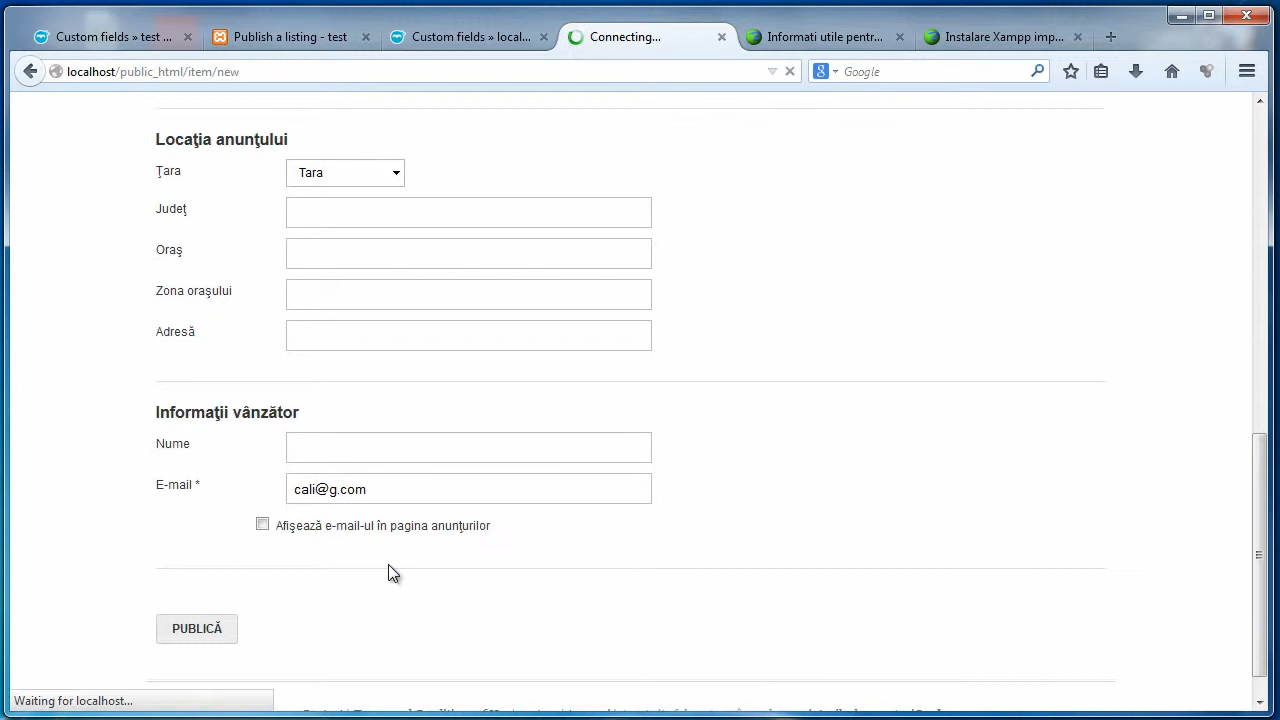 Custom fields » test ...
Publish a listing - test
Custom fields » local...
Connecting...
Informati utile pentr...
Instalare Xampp imp...
localhost/public_html/item/new
Google
Locaţia anunţului
Ţara
Tara
Judeţ
Oraş
Zona oraşului
Adresă
Informaţii vânzător
Nume
E-mail *
cali@g.com
Afişează e-mail-ul în pagina anunţurilor
PUBLICĂ
Waiting for localhost...